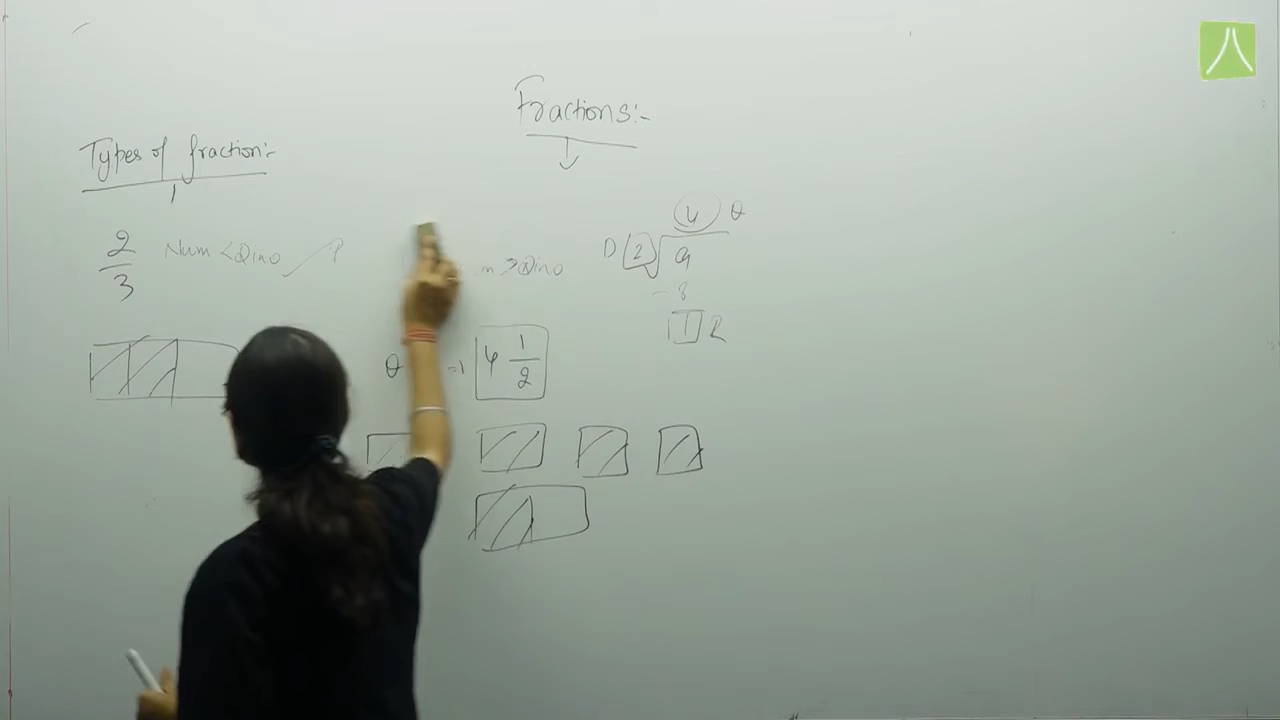 Fractions:-
Types of fraction:-
2/3 Num < Dino P
> Dino
D 2 9 4 Q
- 8
1 R
Q = 4 1/2